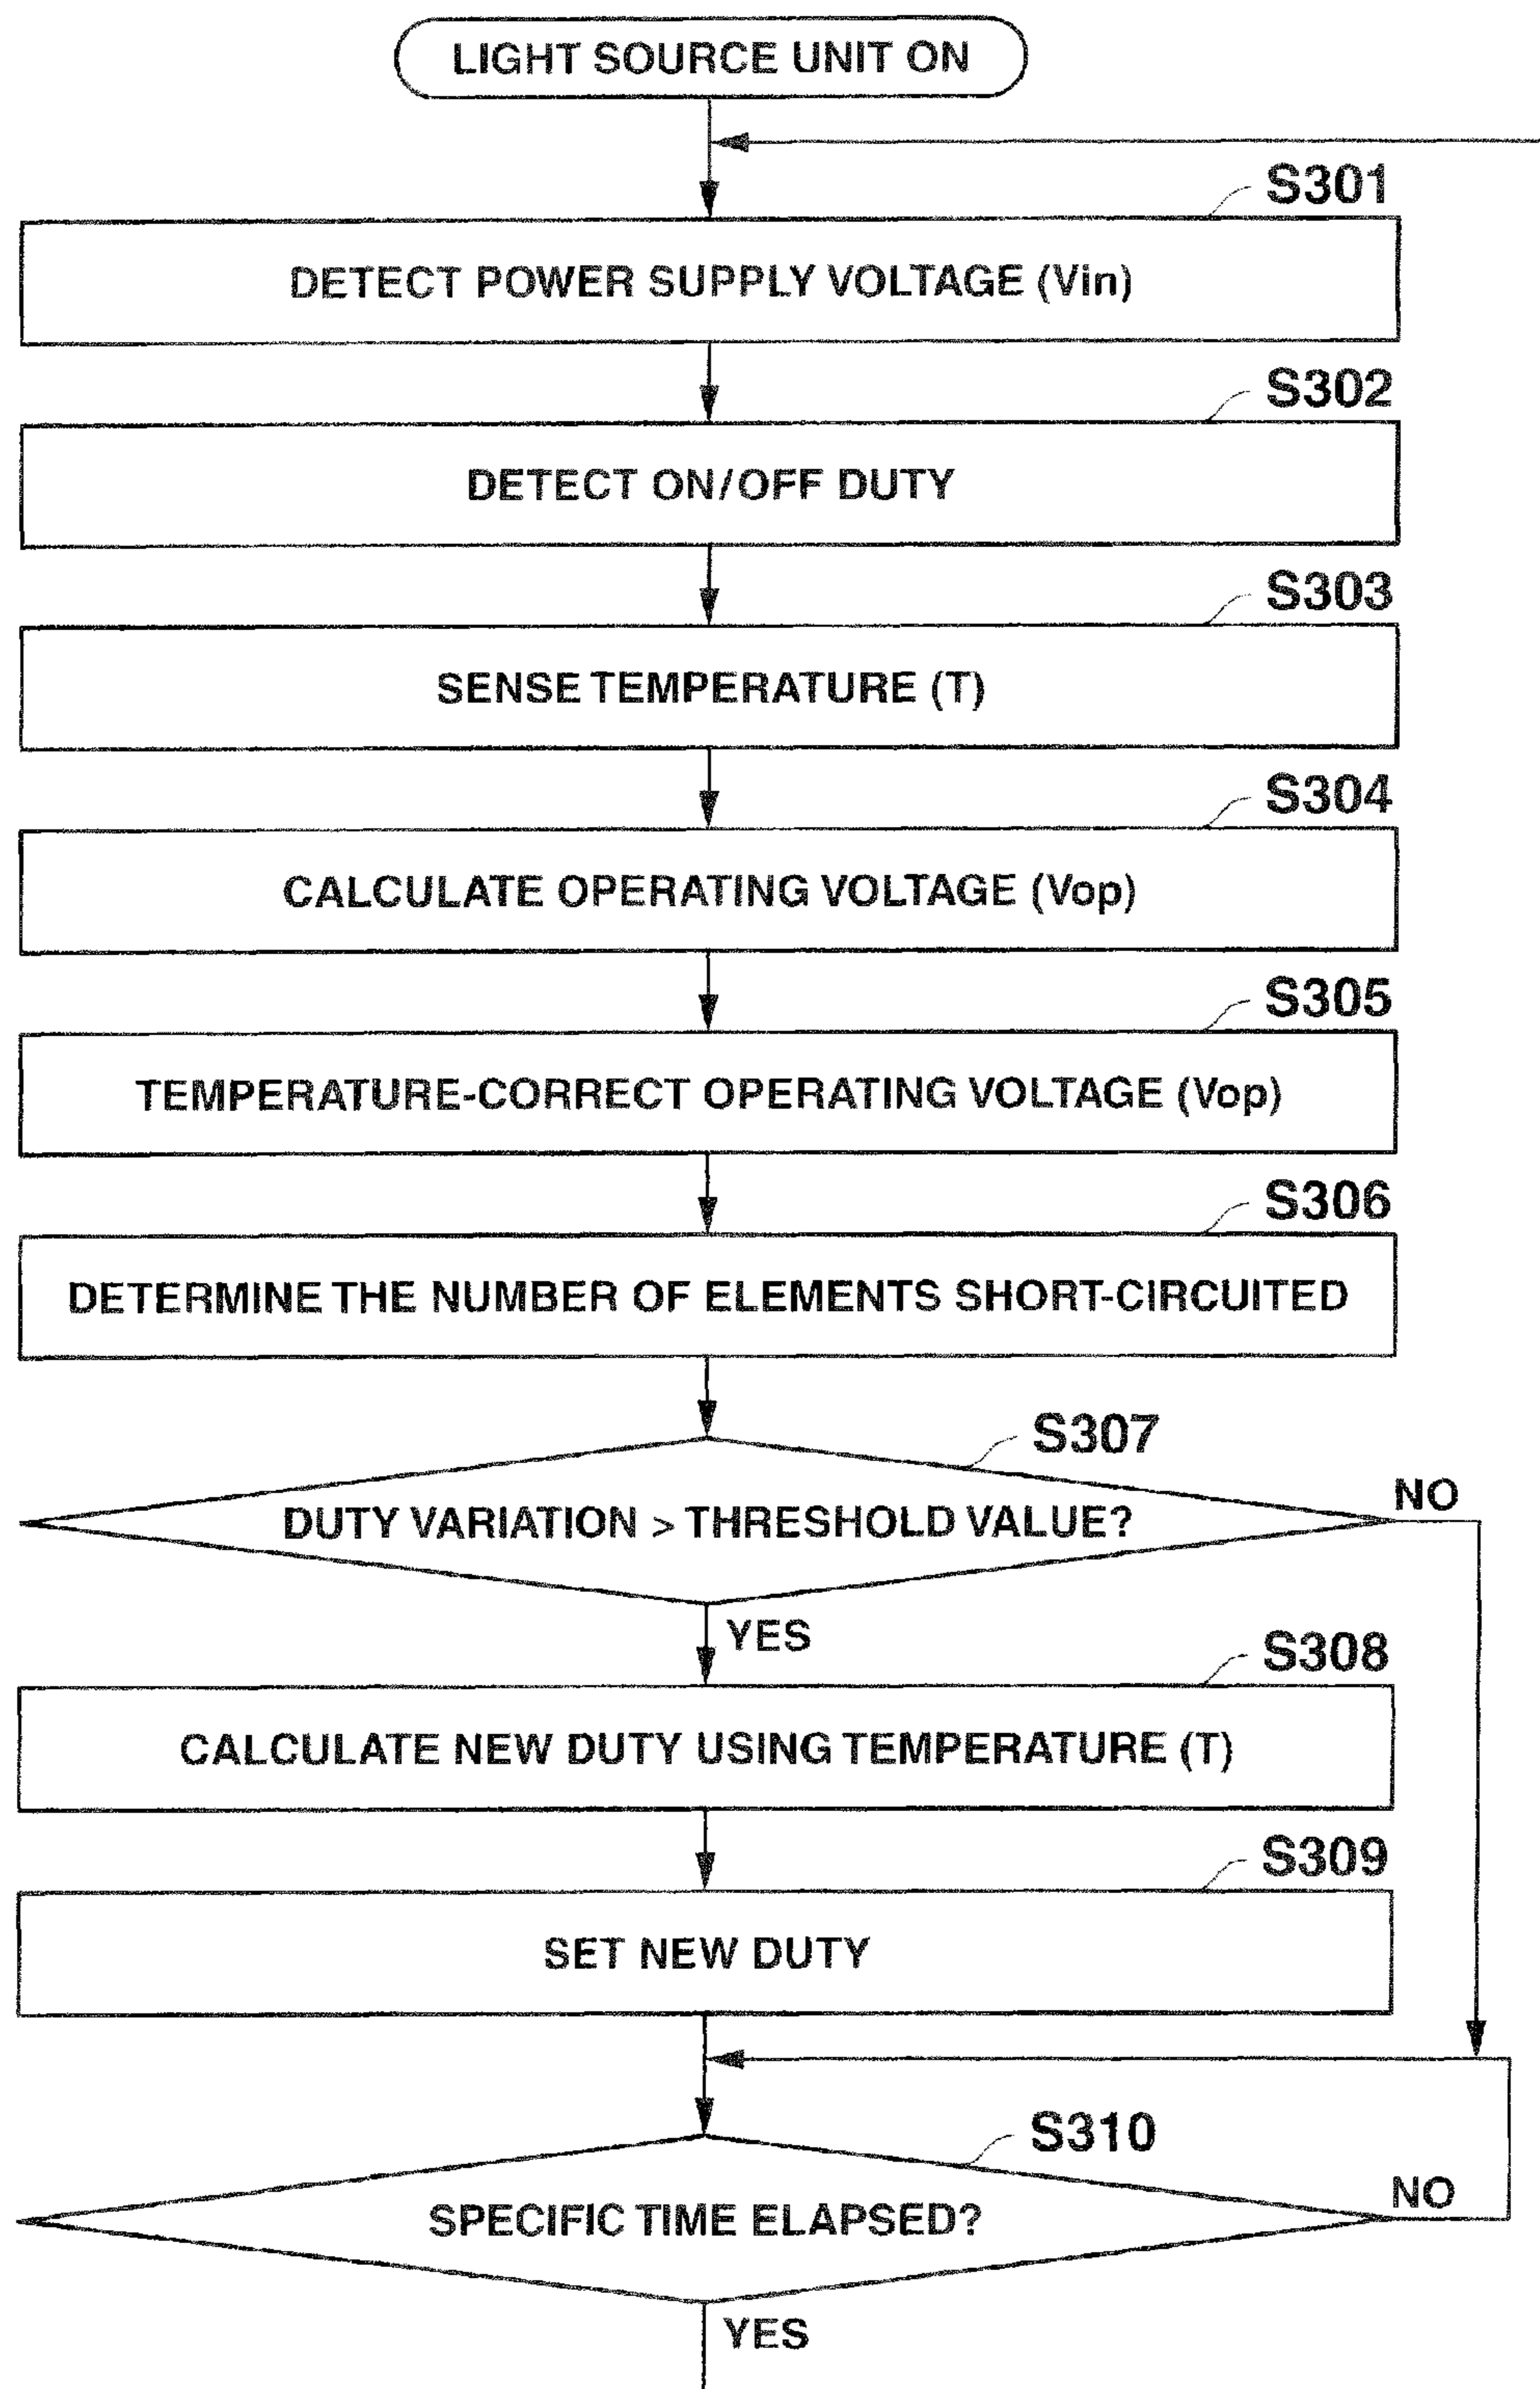 LIGHT SOURCE UNIT ON
S301
DETECT POWER SUPPLY VOLTAGE (Vin)
S302
DETECT ON/OFF DUTY
S303
SENSE TEMPERATURE (T)
S304
CALCULATE OPERATING VOLTAGE (Vop)
S305
TEMPERATURE-CORRECT OPERATING VOLTAGE (Vop)
S306
DETERMINE THE NUMBER OF ELEMENTS SHORT-CIRCUITED
S307
DUTY VARIATION > THRESHOLD VALUE?
NO
YES
S308
CALCULATE NEW DUTY USING TEMPERATURE (T)
S309
SET NEW DUTY
S310
SPECIFIC TIME ELAPSED?
NO
YES